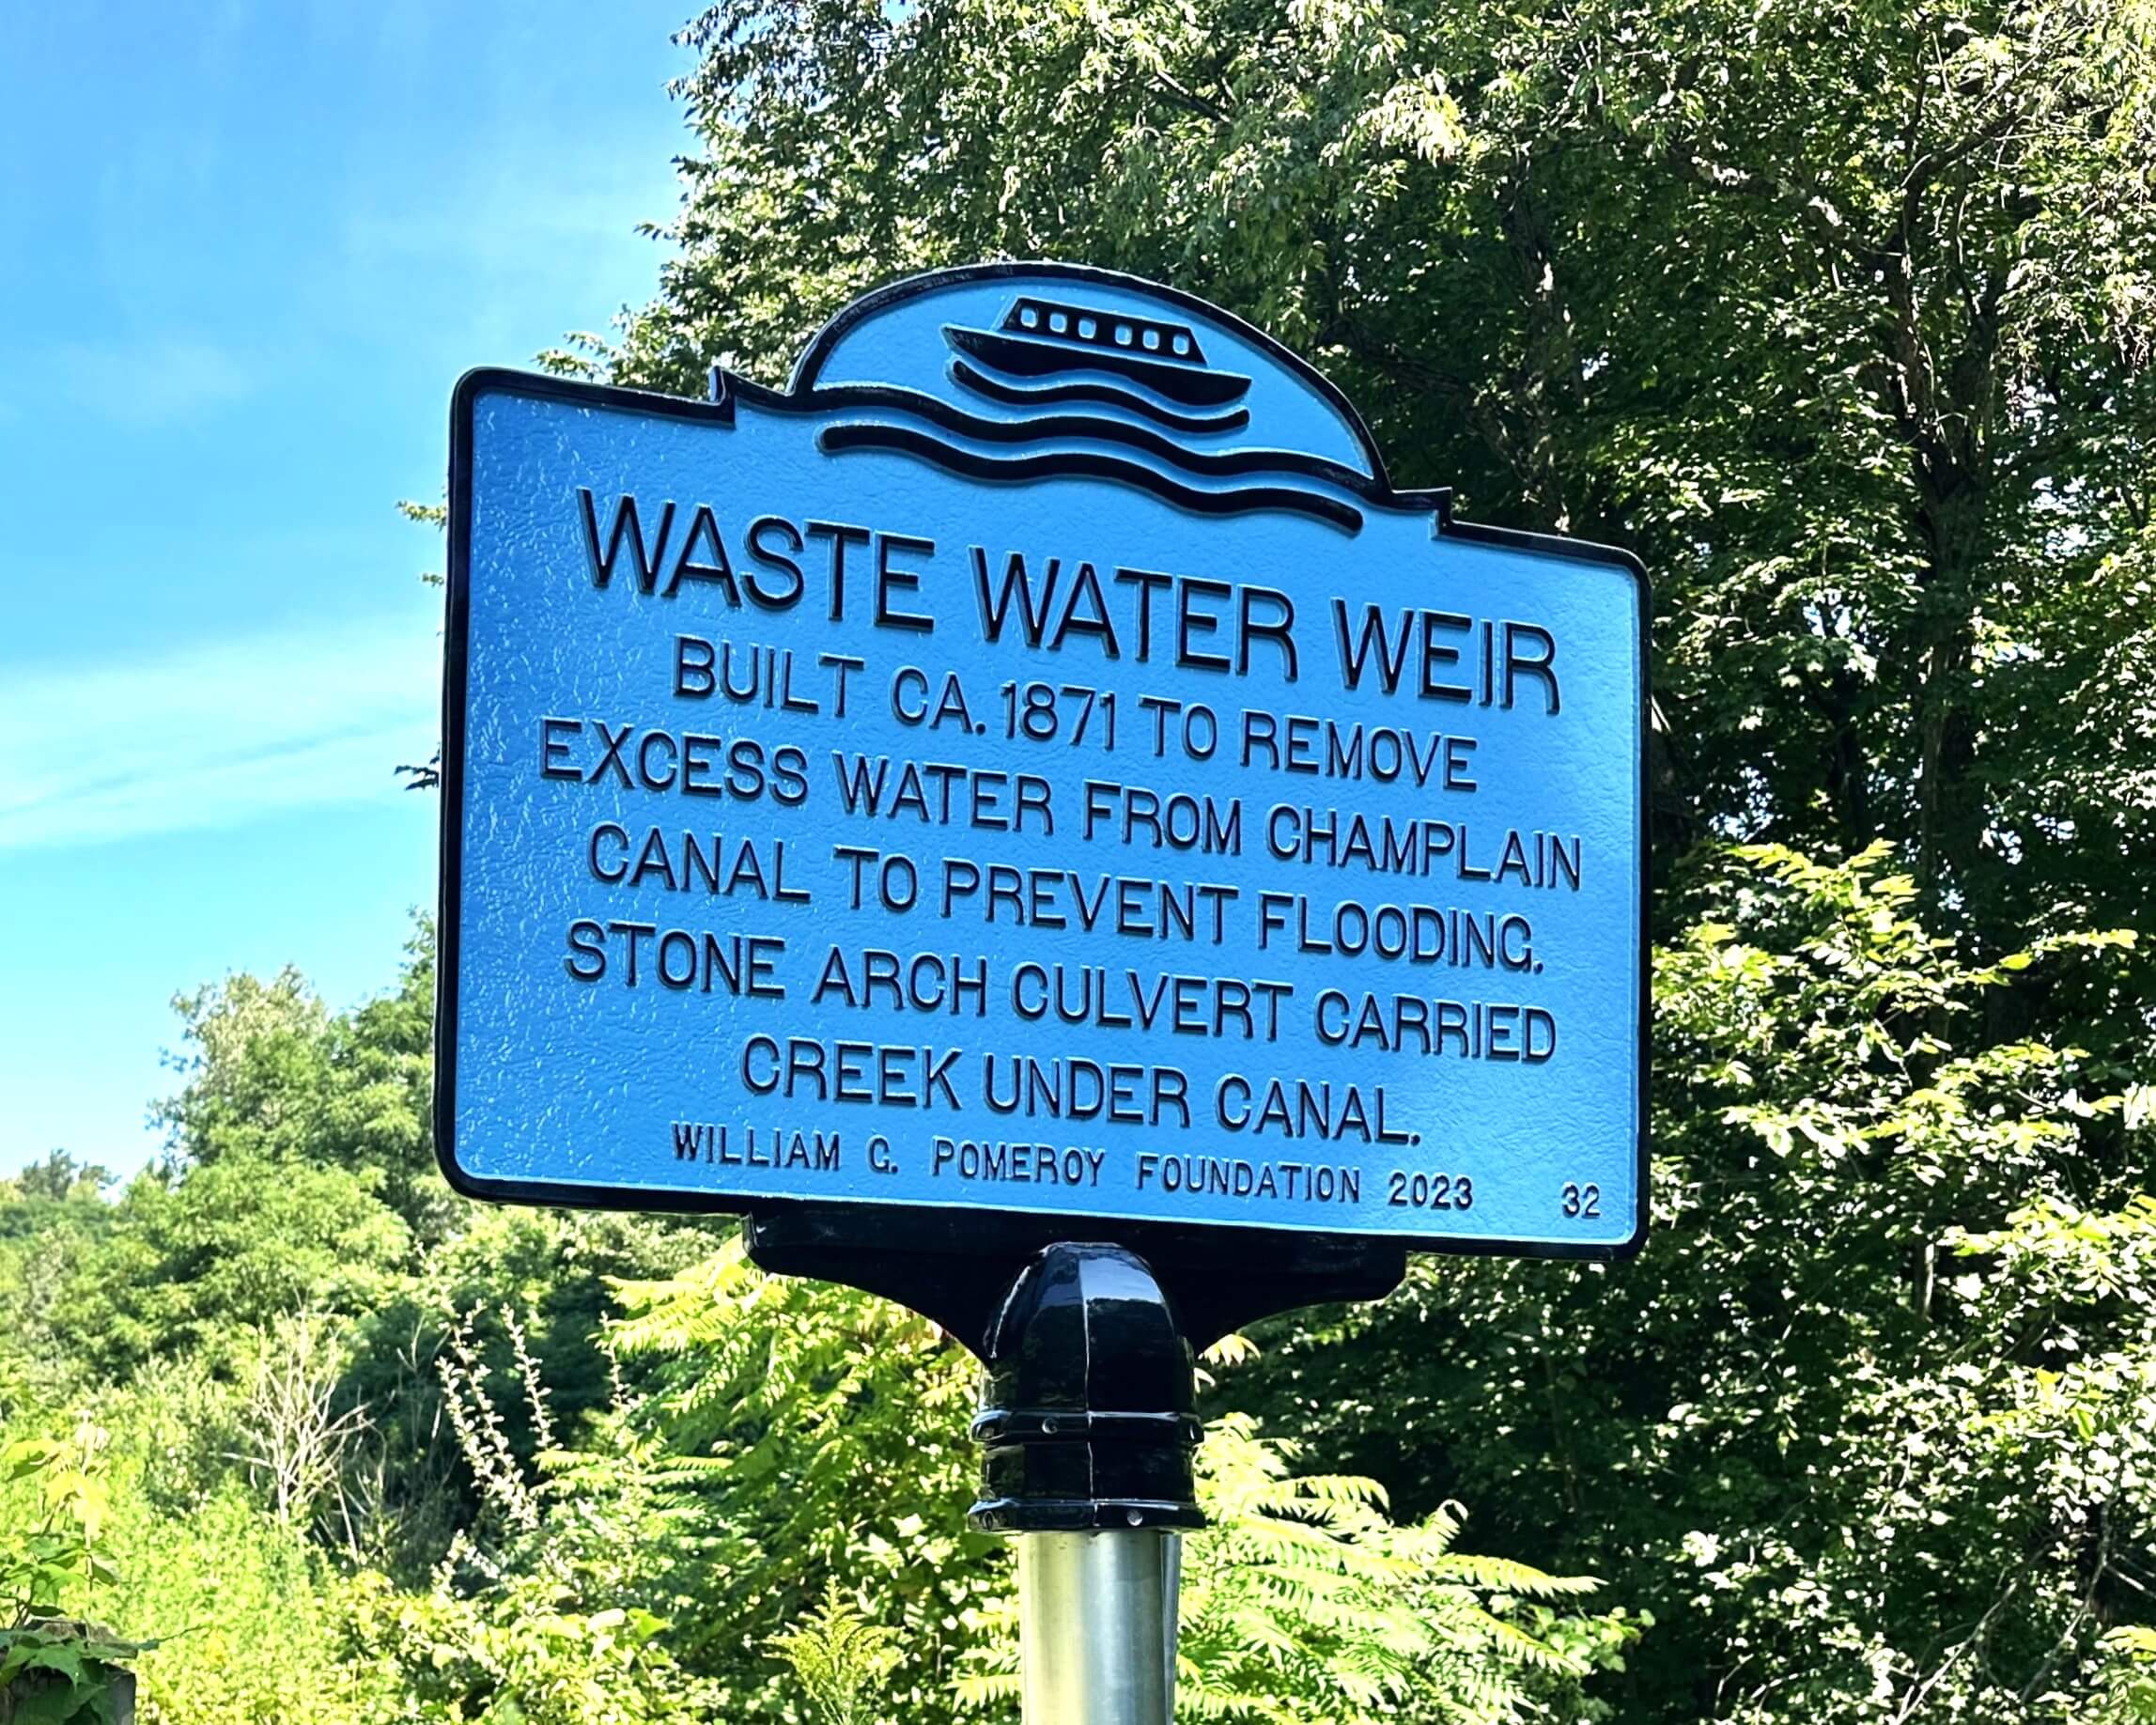 WASTE WATER WEIR
BUILT CA. 1871 TO REMOVE
EXCESS WATER FROM CHAMPLAIN
CANAL TO PREVENT FLOODING.
STONE ARCH CULVERT CARRIED
CREEK UNDER CANAL.
WILLIAM G. POMEROY FOUNDATION 2023 32